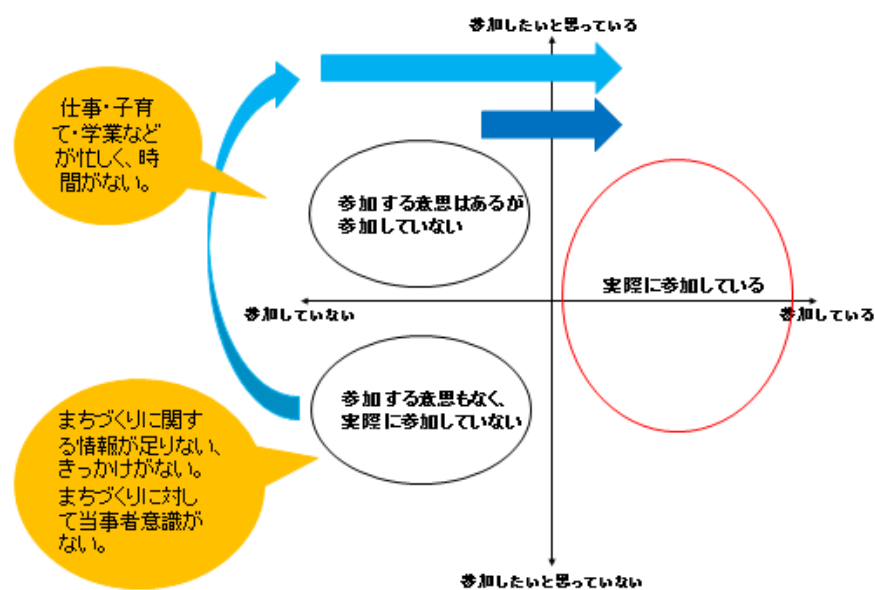 参加したいと思っている
仕事・子育
て・学業など
が忙しく、時
間がない。
参加する意思はあるが
参加していない
実際に参加している
参加していない
参加している
参加する意思もなく、
実際に参加していない
まちづくりに関す
る情報が足りない、
きっかけがない。
まちづくりに対し
て当事者意識が
ない。
参加したいと思っていない